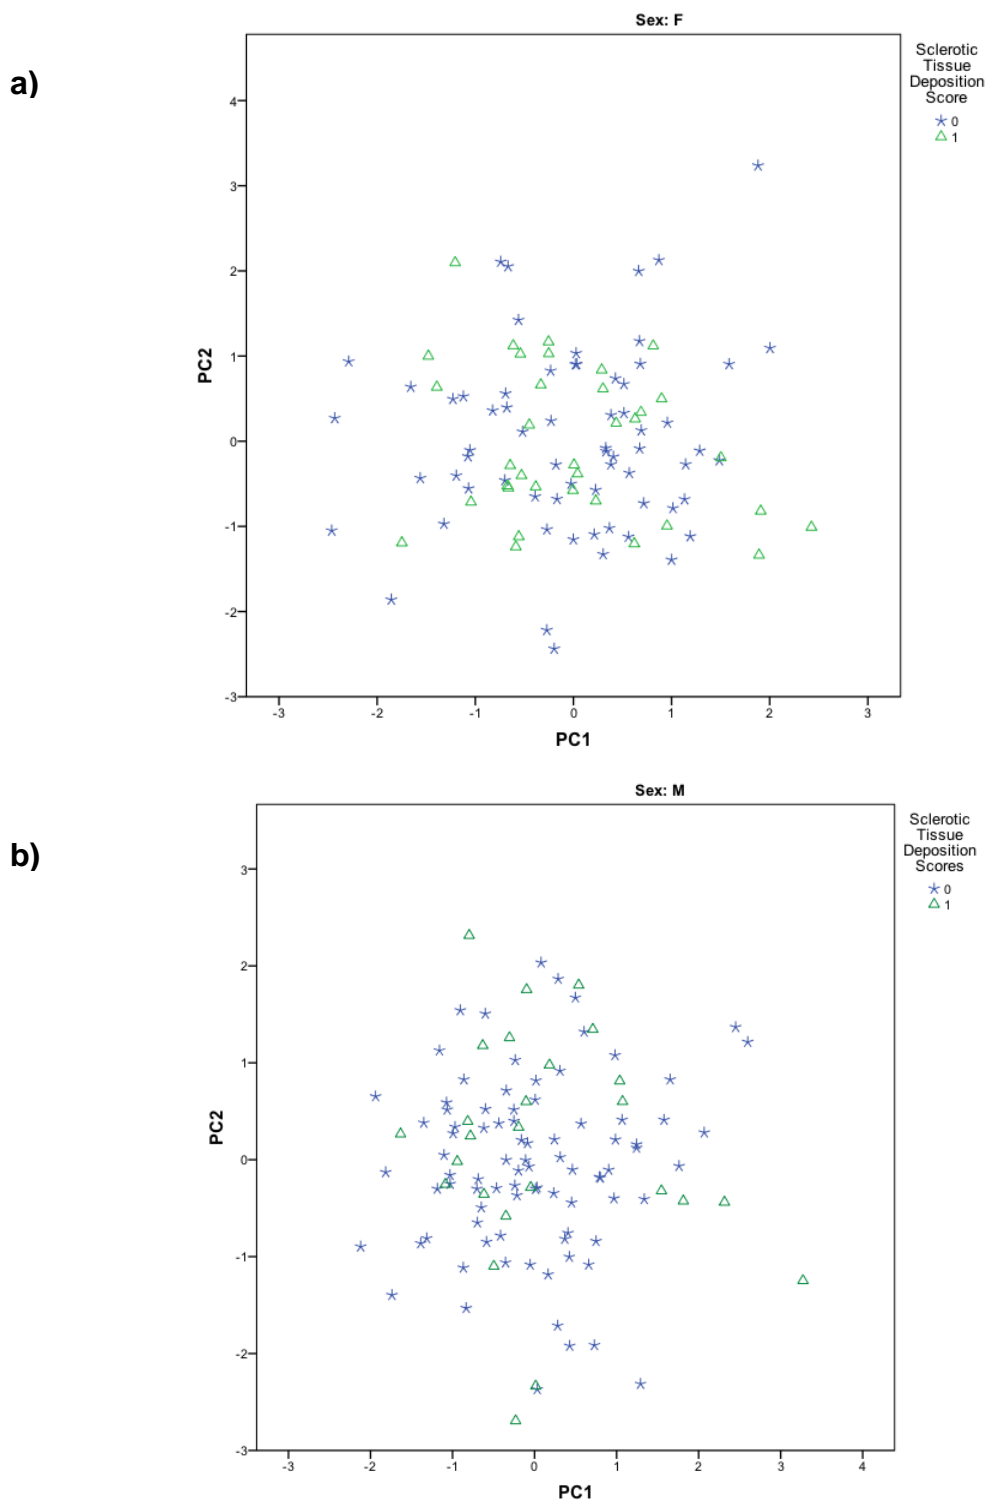 a)
Sex: F
Sclerotic
Tissue
Deposition
Score
0
1
4
3
2
1
0
-1
-2
-3
PC2
-3 -2 -1 0 1 2 3
PC1
b)
Sex: M
Sclerotic
Tissue
Deposition
Scores
0
1
3
2
1
0
-1
-2
-3
PC2
-3 -2 -1 0 1 2 3 4
PC1